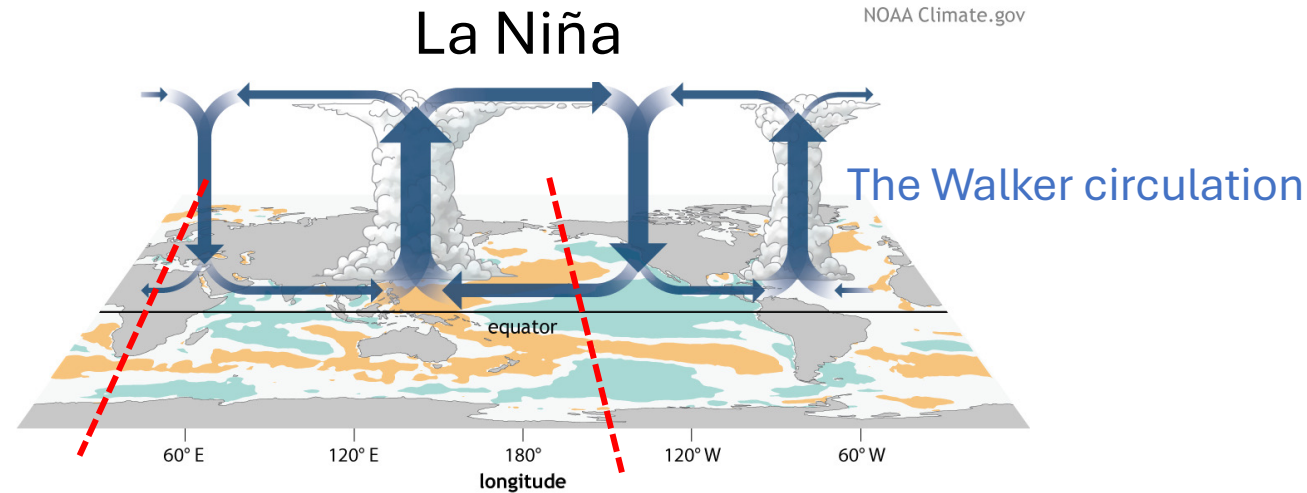 NOAA Climate.gov
La Niña
The Walker circulation
equator
60° E 120° E 180° 120° W 60° W
longitude